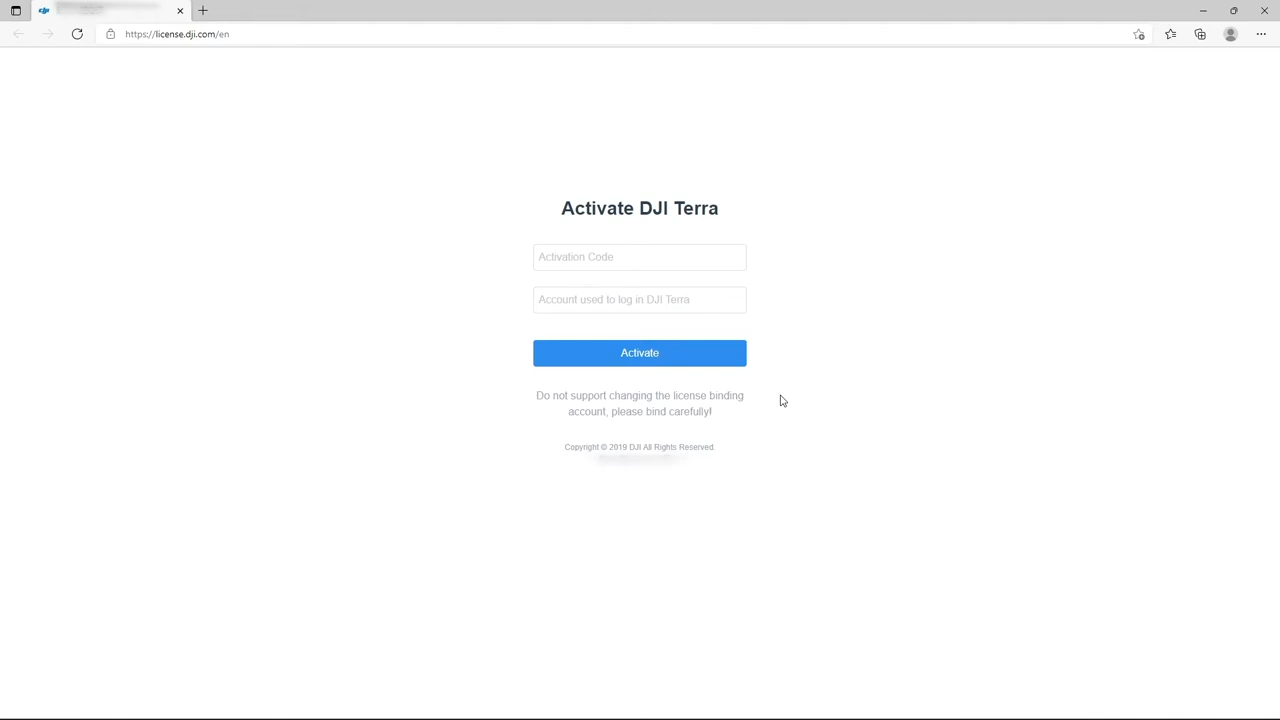 https://license.dji.com/en
Activate DJI Terra
Activation Code
Account used to log in DJI Terra
Activate
Do not support changing the license binding
account, please bind carefully!
Copyright © 2019 DJI All Rights Reserved.